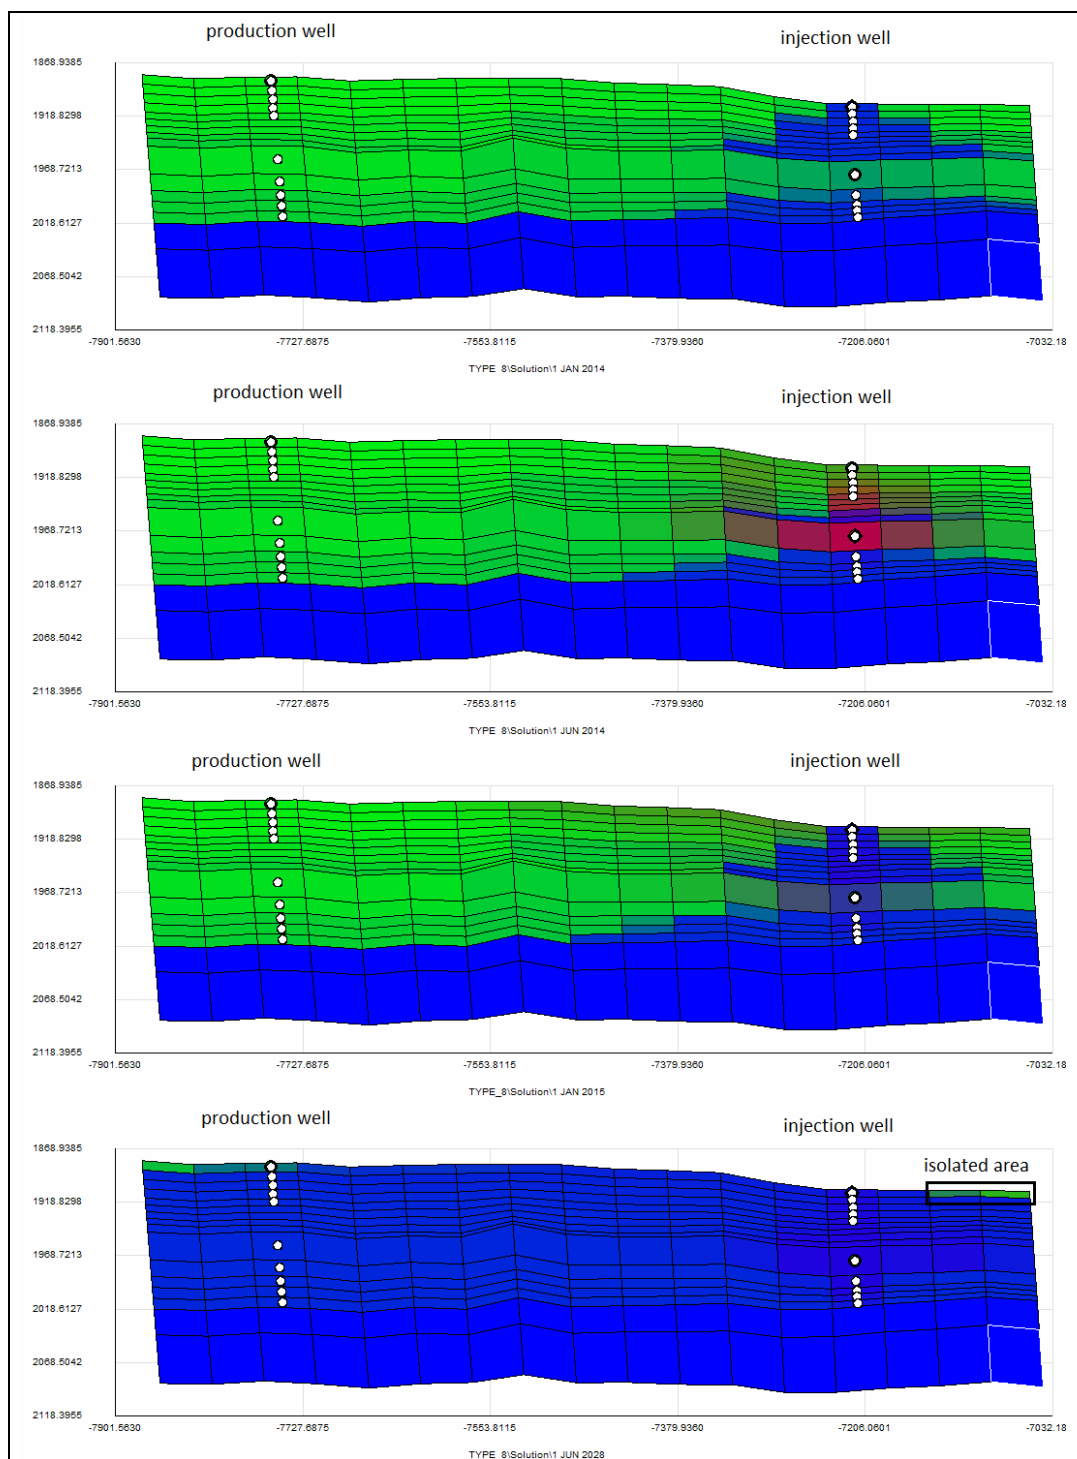 production well
injection well
1868.9385
1918.8298
1968.7213
2018.6127
2068.5042
2118.3955
-7901.5630 -7727.6875 -7553.8115 -7379.9360 -7206.0601 -7032.18
TYPE_8\Solution\1 JAN 2014
production well
injection well
1868.9385
1918.8298
1968.7213
2018.6127
2068.5042
2118.3955
-7901.5630 -7727.6875 -7553.8115 -7379.9360 -7206.0601 -7032.18
TYPE_8\Solution\1 JUN 2014
production well
injection well
1868.9385
1918.8298
1968.7213
2018.6127
2068.5042
2118.3955
-7901.5630 -7727.6875 -7553.8115 -7379.9360 -7206.0601 -7032.18
TYPE_8\Solution\1 JAN 2015
production well
injection well
1868.9385
isolated area
1918.8298
1968.7213
2018.6127
2068.5042
2118.3955
-7901.5630 -7727.6875 -7553.8115 -7379.9360 -7206.0601 -7032.18
TYPE_8\Solution\1 JUN 2028